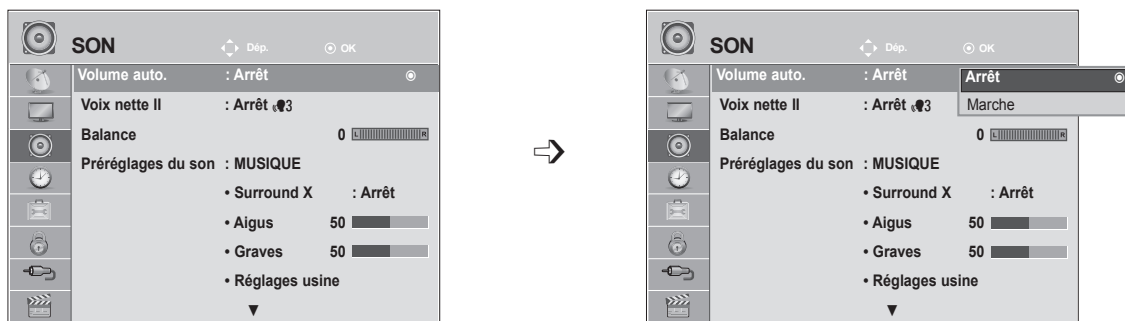 SON Dép. OK
Volume auto. : Arrêt
Voix nette II : Arrêt 3
Balance 0 L R
Préréglages du son : MUSIQUE
• Surround X : Arrêt
• Aigus 50
• Graves 50
• Réglages usine
▼
SON Dép. OK
Volume auto. : Arrêt
Arrêt
Marche
Voix nette II : Arrêt 3
Balance 0 L R
Préréglages du son : MUSIQUE
• Surround X : Arrêt
• Aigus 50
• Graves 50
• Réglages usine
▼